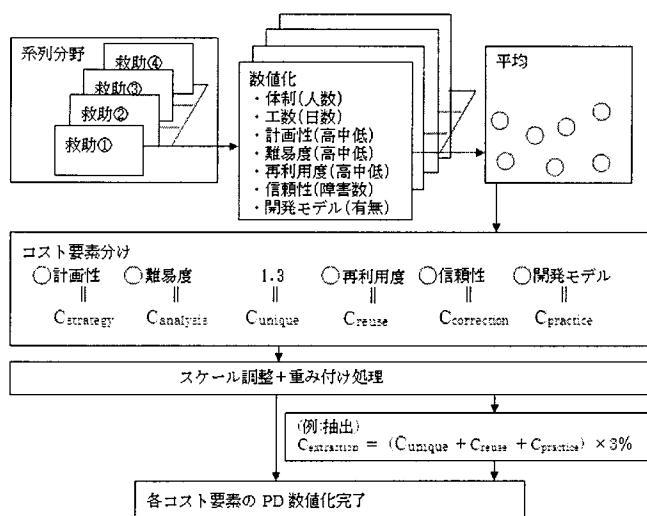 系列分野
救助④
救助③
救助②
救助①
数値化
・体制(人数)
・工数(日数)
・計画性(高中低)
・難易度(高中低)
・再利用度(高中低)
・信頼性(障害数)
・開発モデル(有無)
平均
コスト要素分け
○計画性 ○難易度 1.3 ○再利用度 ○信頼性 ○開発モデル
|| || || || || ||
Cstrategy Canalysis Cunique Creuse Ccorrection Cpractice
スケール調整+重み付け処理
(例:抽出)
Cextraction = (Cunique + Creuse + Cpractice) × 3%
各コスト要素の PD 数値化完了